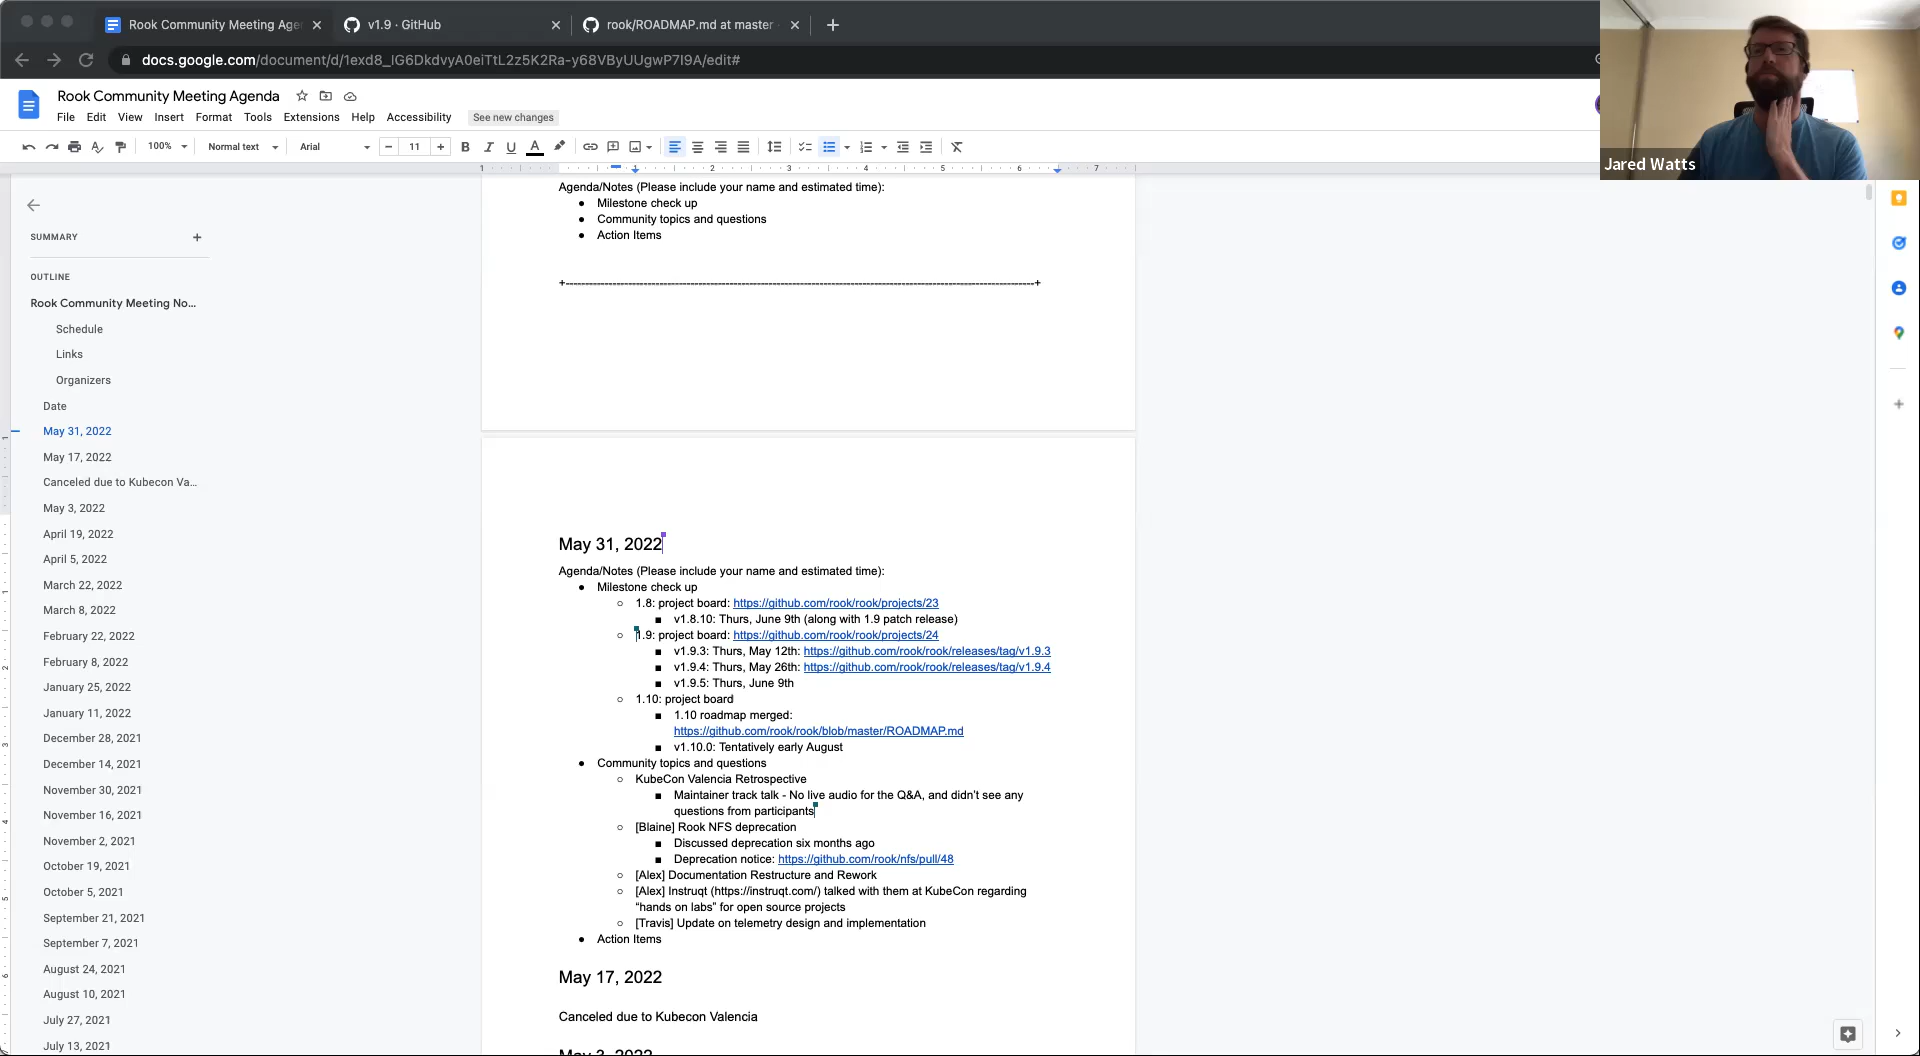 Rook Community Meeting Age
v1.9 · GitHub
rook/ROADMAP.md at master
docs.google.com/document/d/1exd8_lG6DkdvyA0eiTtL2z5K2Ra-y68VByUUgwP7I9A/edit#
Rook Community Meeting Agenda
File Edit View Insert Format Tools Extensions Help Accessibility See new changes
100% Normal text Arial 11
Jared Watts
1 1 2 3 4 5 6 7
SUMMARY
OUTLINE
Rook Community Meeting No...
Schedule
Links
Organizers
Date
May 31, 2022
May 17, 2022
Canceled due to Kubecon Va...
May 3, 2022
April 19, 2022
April 5, 2022
March 22, 2022
March 8, 2022
February 22, 2022
February 8, 2022
January 25, 2022
January 11, 2022
December 28, 2021
December 14, 2021
November 30, 2021
November 16, 2021
November 2, 2021
October 19, 2021
October 5, 2021
September 21, 2021
September 7, 2021
August 24, 2021
August 10, 2021
July 27, 2021
July 13, 2021
Agenda/Notes (Please include your name and estimated time):
● Milestone check up
● Community topics and questions
● Action Items
+-----------------------------------------------------------------------------------------------------------------------+
May 31, 2022
Agenda/Notes (Please include your name and estimated time):
● Milestone check up
○ 1.8: project board: https://github.com/rook/rook/projects/23
■ v1.8.10: Thurs, June 9th (along with 1.9 patch release)
○ 1.9: project board: https://github.com/rook/rook/projects/24
■ v1.9.3: Thurs, May 12th: https://github.com/rook/rook/releases/tag/v1.9.3
■ v1.9.4: Thurs, May 26th: https://github.com/rook/rook/releases/tag/v1.9.4
■ v1.9.5: Thurs, June 9th
○ 1.10: project board
■ 1.10 roadmap merged:
https://github.com/rook/rook/blob/master/ROADMAP.md
■ v1.10.0: Tentatively early August
● Community topics and questions
○ KubeCon Valencia Retrospective
■ Maintainer track talk - No live audio for the Q&A, and didn't see any
questions from participants
○ [Blaine] Rook NFS deprecation
■ Discussed deprecation six months ago
■ Deprecation notice: https://github.com/rook/nfs/pull/48
○ [Alex] Documentation Restructure and Rework
○ [Alex] Instruqt (https://instruqt.com/) talked with them at KubeCon regarding
“hands on labs” for open source projects
○ [Travis] Update on telemetry design and implementation
● Action Items
May 17, 2022
Canceled due to Kubecon Valencia
May 3, 2022